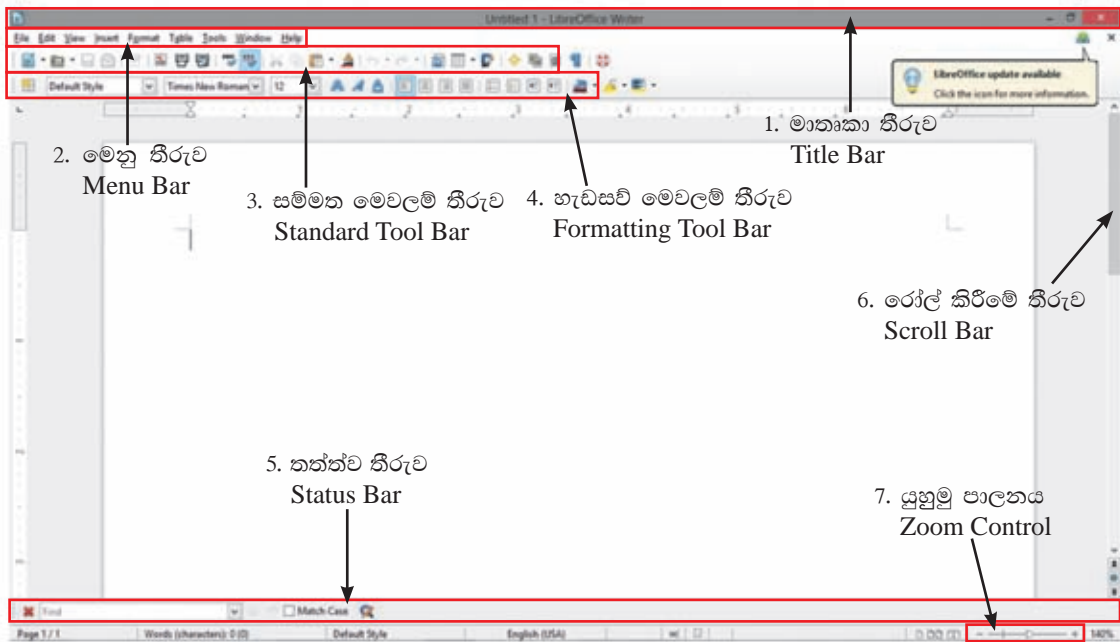 Untitled 1 - LibreOffice Writer
File Edit View Insert Format Table Tools Window Help
LibreOffice update available
Click the icon for more information.
Default Style Times New Roman 12
1. මාතෘකා තීරුව
Title Bar
2. මෙනු තීරුව
Menu Bar
3. සම්මත මෙවලම් තීරුව
Standard Tool Bar
4. හැඩසව් මෙවලම් තීරුව
Formatting Tool Bar
6. රෝල් කිරීමේ තීරුව
Scroll Bar
5. තත්ත්ව තීරුව
Status Bar
7. යුහුමු පාලනය
Zoom Control
Find Match Case
Page 1 / 1 Words (characters): 0 (0) Default Style English (USA) 140%